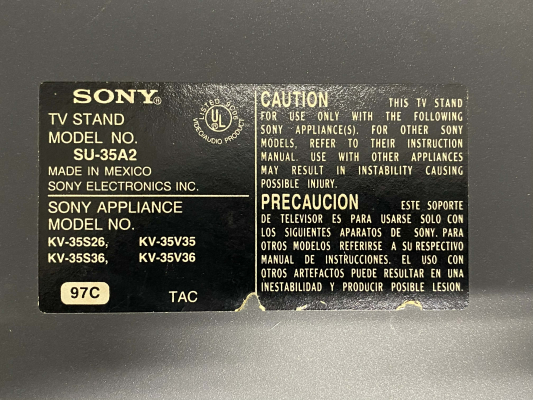 SONY®
TV STAND
MODEL NO.
SU-35A2
MADE IN MEXICO
SONY ELECTRONICS INC.
SONY APPLIANCE
MODEL NO.
KV-35S26, KV-35V35
KV-35S36, KV-35V36
97C
TAC
LISTED
UL
VIDEO/AUDIO PRODUCT
CAUTION THIS TV STAND
FOR USE ONLY WITH THE FOLLOWING
SONY APPLIANCE(S). FOR OTHER SONY
MODELS, REFER TO THEIR INSTRUCTION
MANUAL. USE WITH OTHER APPLIANCES
MAY RESULT IN INSTABILITY CAUSING
POSSIBLE INJURY.
PRECAUCION ESTE SOPORTE
DE TELEVISOR ES PARA USARSE SOLO CON
LOS SIGUIENTES APARATOS DE SONY. PARA
OTROS MODELOS REFERIRSE A SU RESPECTIVO
MANUAL DE INSTRUCCIONES. EL USO CON
OTROS ARTEFACTOS PUEDE RESULTAR EN UNA
INESTABILIDAD Y PRODUCIR POSIBLE LESION.